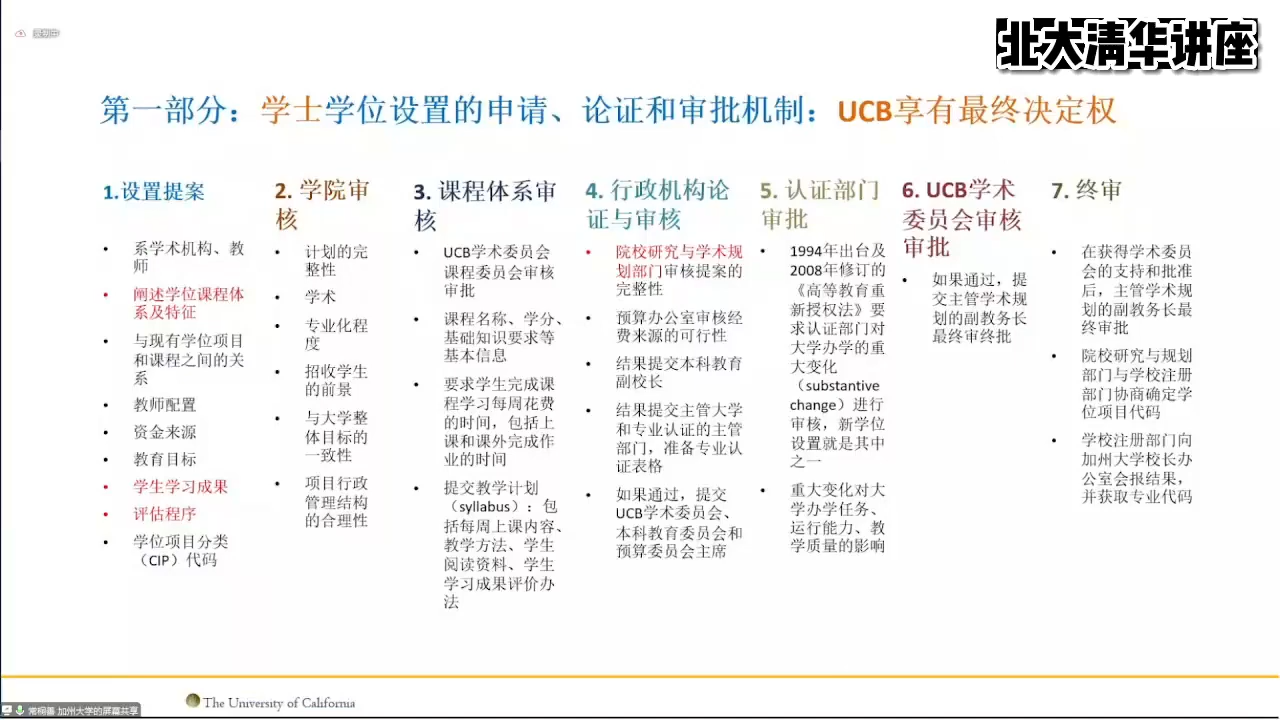 录制中
北大清华讲座
第一部分：学士学位设置的申请、论证和审批机制：UCB享有最终决定权
1.设置提案
• 系学术机构、教
师
• 阐述学位课程体
系及特征
• 与现有学位项目
和课程之间的关
系
• 教师配置
• 资金来源
• 教育目标
• 学生学习成果
• 评估程序
• 学位项目分类
（CIP）代码
2. 学院审
核
• 计划的完
整性
• 学术
• 专业化程
度
• 招收学生
的前景
• 与大学整
体目标的
一致性
• 项目行政
管理结构
的合理性
3. 课程体系审
核
• UCB学术委员会
课程委员会审核
审批
• 课程名称、学分、
基础知识要求等
基本信息
• 要求学生完成课
程学习每周花费
的时间，包括上
课和课外完成作
业的时间
• 提交教学计划
（syllabus）：包
括每周上课内容、
教学方法、学生
阅读资料、学生
学习成果评价办
法
4. 行政机构论
证与审核
• 院校研究与学术规
划部门审核提案的
完整性
• 预算办公室审核经
费来源的可行性
• 结果提交本科教育
副校长
• 结果提交主管大学
和专业认证的主管
部门，准备专业认
证表格
• 如果通过，提交
UCB学术委员会、
本科教育委员会和
预算委员会主席
5. 认证部门
审批
• 1994年出台及
2008年修订的
《高等教育重
新授权法》要
求认证部门对
大学办学的重
大变化
（substantive
change）进行
审核，新学位
设置就是其中
之一
• 重大变化对大
学办学任务、
运行能力、教
学质量的影响
6. UCB学术
委员会审核
审批
• 如果通过，提
交主管学术规
划的副教务长
最终审终批
7. 终审
• 在获得学术委员
会的支持和批准
后，主管学术规
划的副教务长最
终审批
• 院校研究与规划
部门与学校注册
部门协商确定学
位项目代码
• 学校注册部门向
加州大学校长办
公室会报结果，
并获取专业代码
The University of California
常桐善 加州大学的屏幕共享